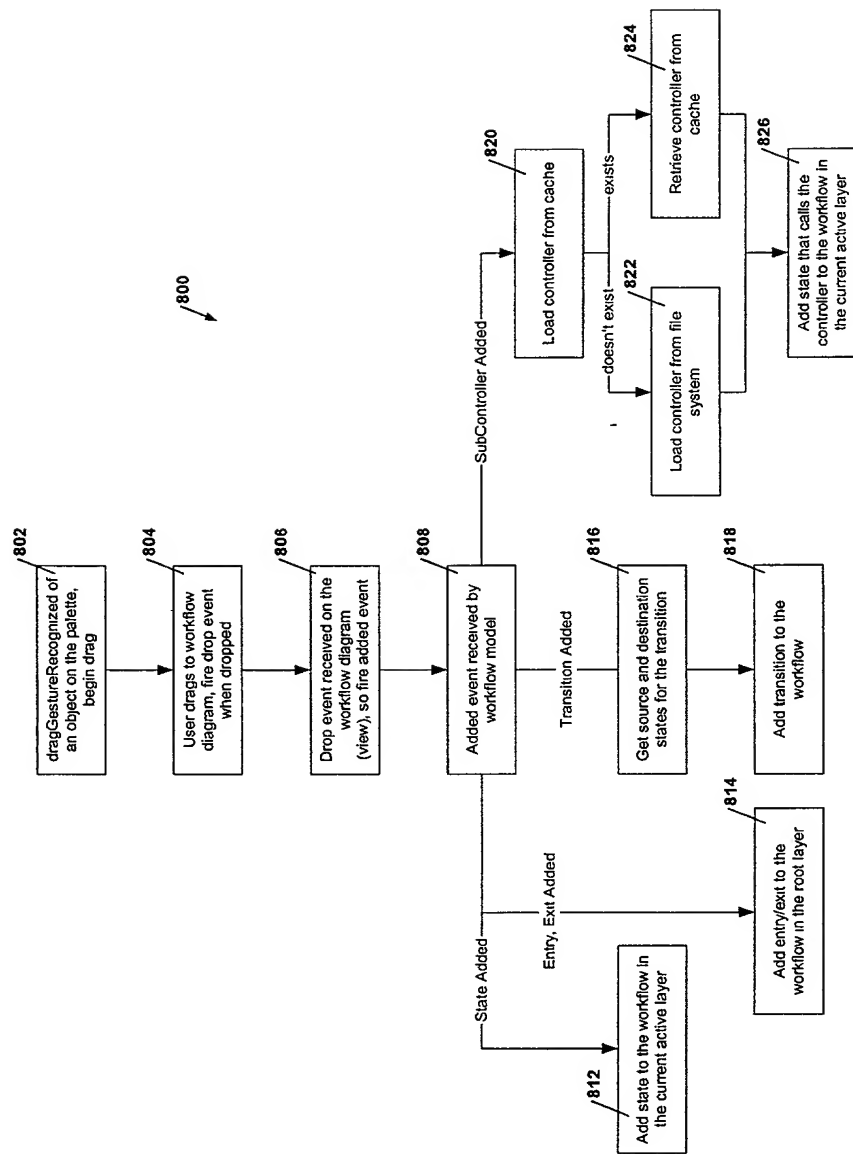 800
802
dragGestureRecognized of
an object on the palette,
begin drag
804
User drags to workflow
diagram, fire drop event
when dropped
806
Drop event received on the
workflow diagram
(view), so fire added event
808
Added event received by
workflow model
State Added
812
Add state to the workflow in
the current active layer
Entry, Exit Added
814
Add entry/exit to the
workflow in the root layer
Transition Added
816
Get source and destination
states for the transition
818
Add transition to the
workflow
SubController Added
820
Load controller from cache
doesn't exist
exists
822
Load controller from file
system
824
Retrieve controller from
cache
826
Add state that calls the
controller to the workflow in
the current active layer